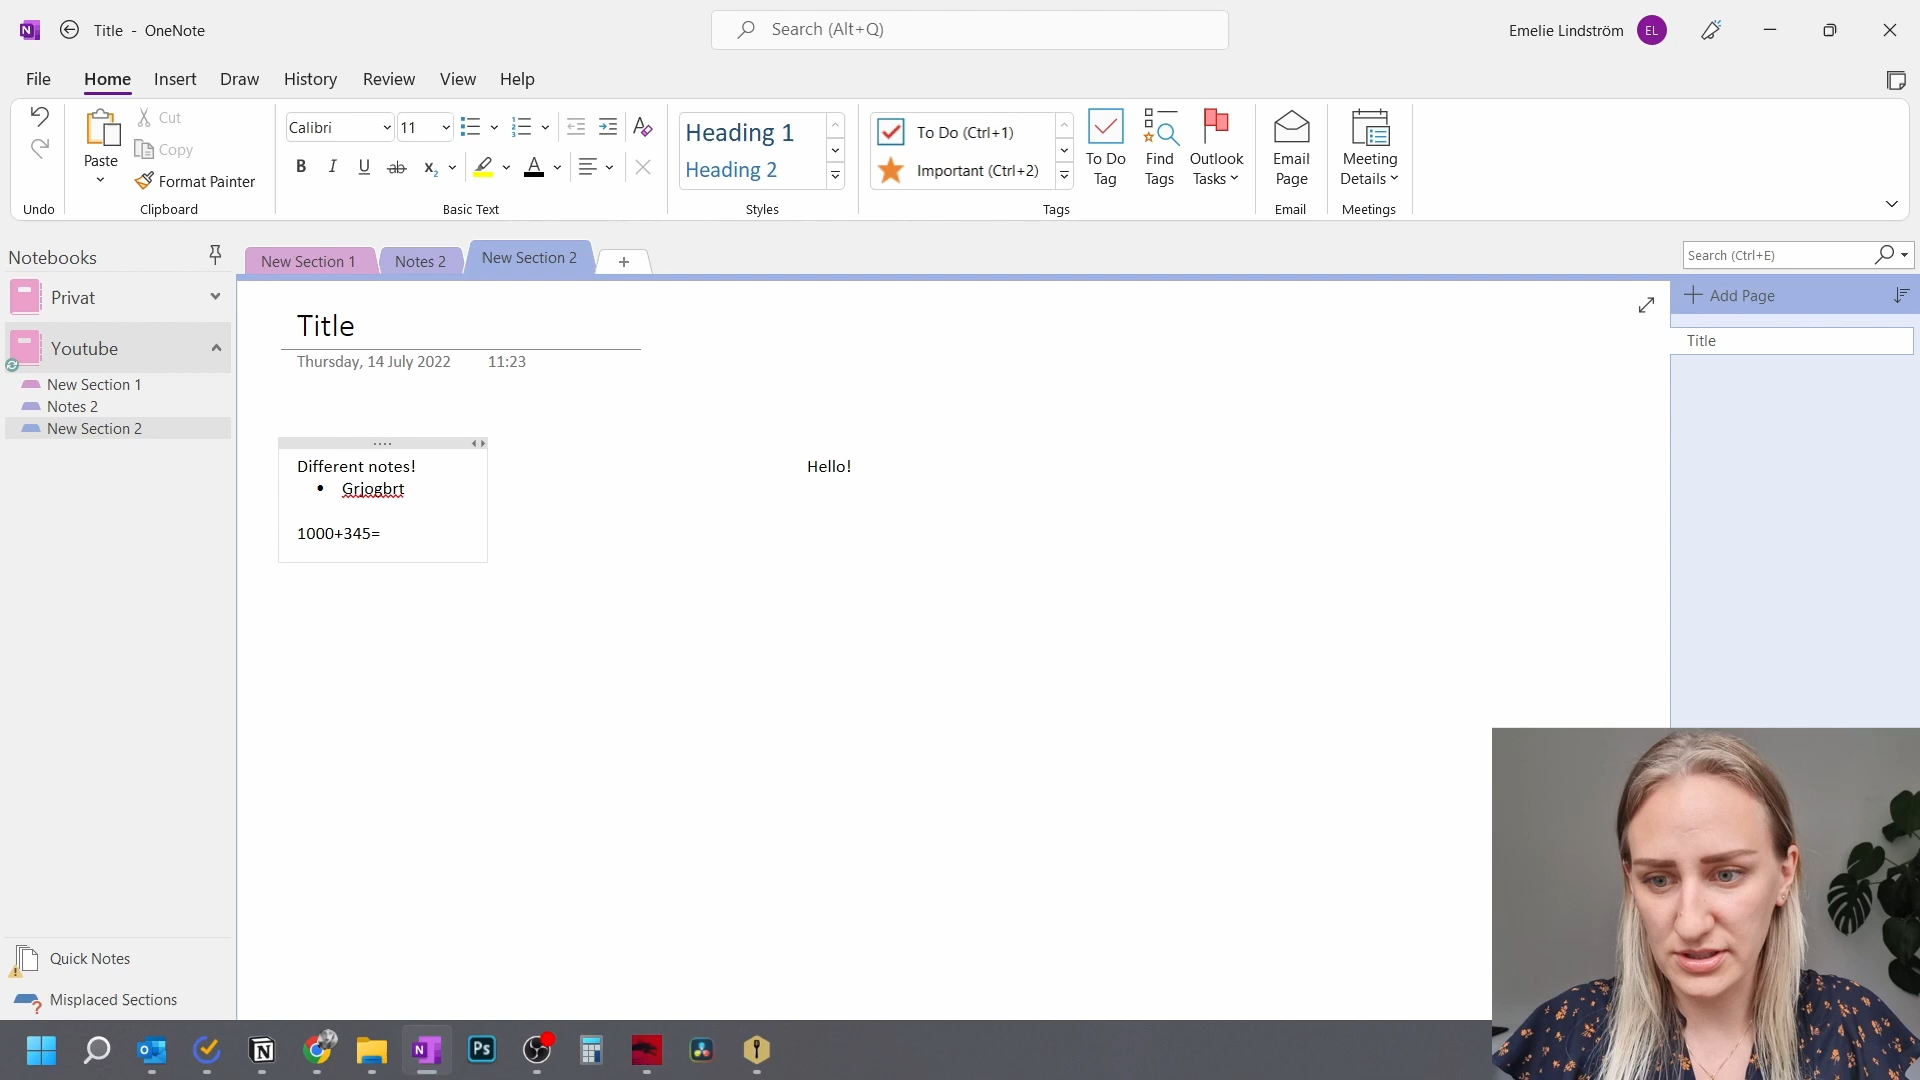 Title - OneNote
Search (Alt+Q)
Emelie Lindström
EL
File Home Insert Draw History Review View Help
Paste
Cut
Copy
Format Painter
Calibri 11
Heading 1
Heading 2
To Do (Ctrl+1)
Important (Ctrl+2)
To Do Tag
Find Tags
Outlook Tasks
Email Page
Meeting Details
Undo Clipboard Basic Text Styles Tags Email Meetings
Notebooks
New Section 1
Notes 2
New Section 2
Search (Ctrl+E)
Privat
Youtube
New Section 1
Notes 2
New Section 2
Add Page
Title
Title
Thursday, 14 July 2022 11:23
Different notes!
• Grjogbrt
1000+345=
Hello!
Quick Notes
Misplaced Sections
Ps